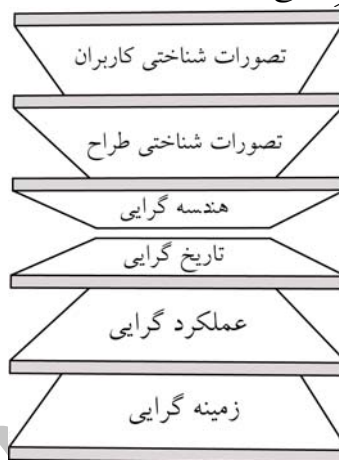 تصورات شناختی کاربران
تصورات شناختی طراح
هندسه گرایی
تاریخ گرایی
عملکرد گرایی
زمینه گرایی